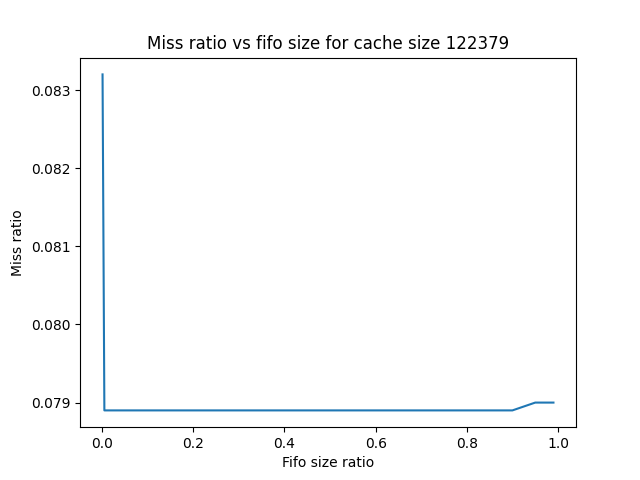 Miss ratio vs fifo size for cache size 122379
0.083
0.082
0.081
0.080
0.079
Miss ratio
0.0 0.2 0.4 0.6 0.8 1.0
Fifo size ratio